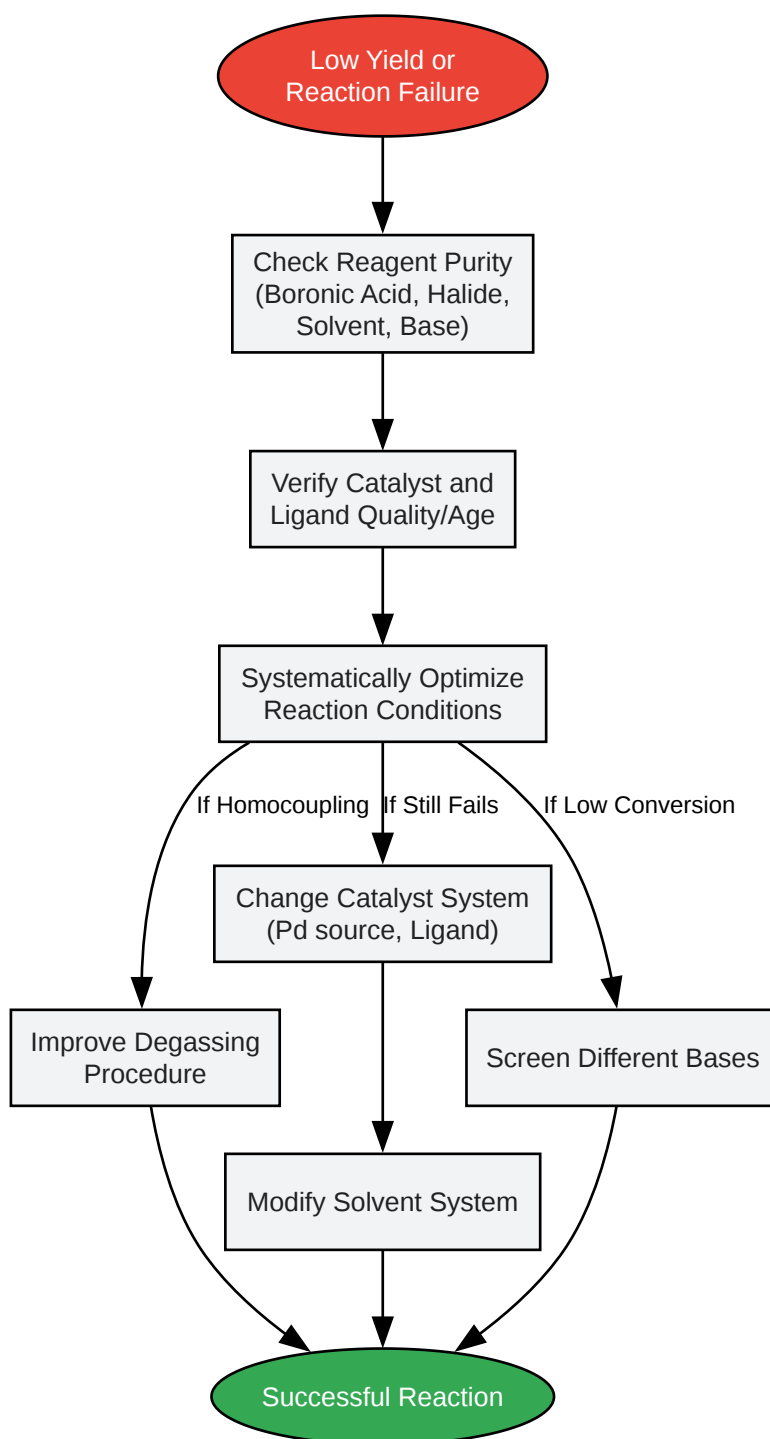 Low Yield or
Reaction Failure
Check Reagent Purity
(Boronic Acid, Halide,
Solvent, Base)
Verify Catalyst and
Ligand Quality/Age
Systematically Optimize
Reaction Conditions
If Homocoupling
If Still Fails
If Low Conversion
Change Catalyst System
(Pd source, Ligand)
Improve Degassing
Procedure
Screen Different Bases
Modify Solvent System
Successful Reaction